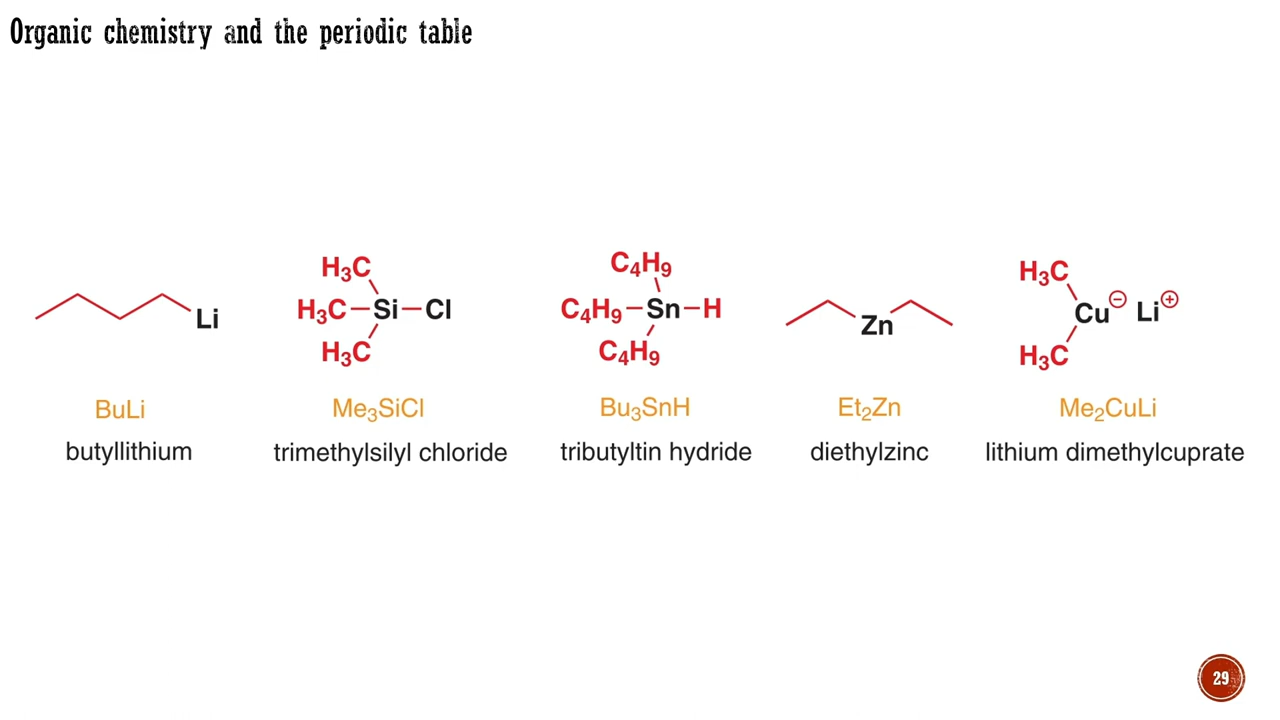 Organic chemistry and the periodic table
Li
BuLi
butyllithium
H₃C
H₃C–Si–Cl
H₃C
Me₃SiCl
trimethylsilyl chloride
C₄H₉
C₄H₉–Sn–H
C₄H₉
Bu₃SnH
tributyltin hydride
Zn
Et₂Zn
diethylzinc
H₃C
Cu⊖ Li⊕
H₃C
Me₂CuLi
lithium dimethylcuprate
29